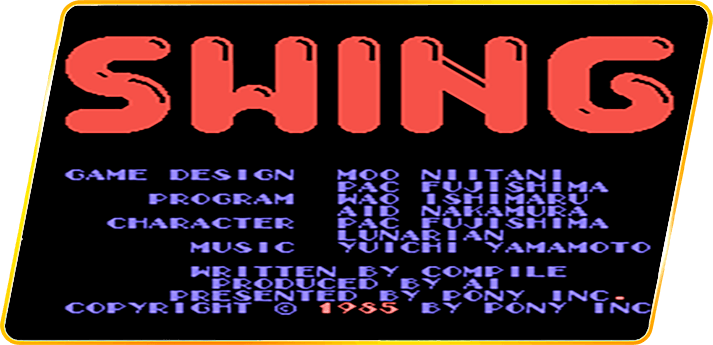 SWING
GAME DESIGN MOO NIITANI
PAC FUJISHIMA
PROGRAM WAO ISHIMARU
AID NAKAMURA
CHARACTER PAC FUJISHIMA
LUNARIAN
MUSIC YUICHI YAMAMOTO
WRITTEN BY COMPILE
PRODUCED BY AI
PRESENTED BY PONY INC.
COPYRIGHT © 1985 BY PONY INC